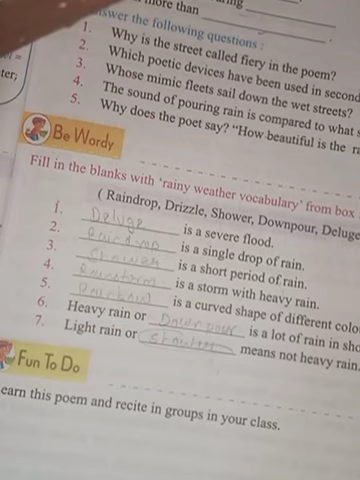 more than
Answer the following questions :
1. Why is the street called fiery in the poem?
2. Which poetic devices have been used in second
3. Whose mimic fleets sail down the wet streets?
4. The sound of pouring rain is compared to what
5. Why does the poet say? "How beautiful is the
ter;
Be Wordy
Fill in the blanks with 'rainy weather vocabulary' from box
( Raindrop, Drizzle, Shower, Downpour, Deluge
1. Deluge is a severe flood.
2. Raindrop is a single drop of rain.
3. Shower is a short period of rain.
4. Rainstorm is a storm with heavy rain.
5. Rainbow is a curved shape of different colo
6. Heavy rain or Downpour is a lot of rain in sho
7. Light rain or Shower means not heavy rain.
Fun To Do
earn this poem and recite in groups in your class.